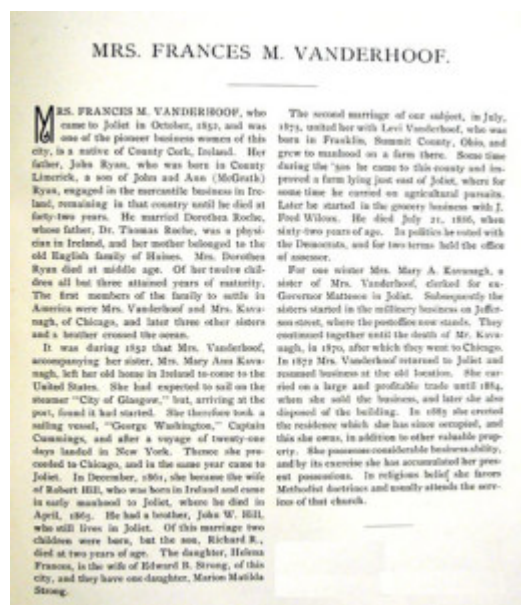 MRS. FRANCES M. VANDERHOOF.
MRS. FRANCES M. VANDERHOOF, who
came to Joliet in October, 1852, and was
one of the pioneer business women of this
city, is a native of County Cork, Ireland. Her
father, John Ryan, who was born in County
Limerick, a son of John and Ann (McGrath)
Ryan, engaged in the mercantile business in Ire-
land, remaining in that country until he died at
forty-two years. He married Dorothea Roche,
whose father, Dr. Thomas Roche, was a physi-
cian in Ireland, and her mother belonged to the
old English family of Haines. Mrs. Dorothea
Ryan died at middle age. Of her twelve chil-
dren all but three attained years of maturity.
The first members of the family to settle in
America were Mrs. Vanderhoof and Mrs. Kava-
nagh, of Chicago, and later three other sisters
and a brother crossed the ocean.
It was during 1852 that Mrs. Vanderhoof,
accompanying her sister, Mrs. Mary Ann Kava-
nagh, left her old home in Ireland to come to the
United States. She had expected to sail on the
steamer "City of Glasgow," but, arriving at the
port, found it had started. She therefore took a
sailing vessel, "George Washington," Captain
Cummings, and after a voyage of twenty-one
days landed in New York. Thence she pro-
ceeded to Chicago, and in the same year came to
Joliet. In December, 1861, she became the wife
of Robert Hill, who was born in Ireland and came
in early manhood to Joliet, where he died in
April, 1865. He had a brother, John W. Hill,
who still lives in Joliet. Of this marriage two
children were born, but the son, Richard R.,
died at two years of age. The daughter, Helena
Frances, is the wife of Edward B. Strong, of this
city, and they have one daughter, Marion Matilda
Strong.
The second marriage of our subject, in July,
1873, united her with Levi Vanderhoof, who was
born in Franklin, Summit County, Ohio, and
grew to manhood on a farm there. Some time
during the '50s he came to this county and im-
proved a farm lying just east of Joliet, where for
some time he carried on agricultural pursuits.
Later he started in the grocery business with J.
Fred Wilcox. He died July 21, 1886, when
sixty-two years of age. In politics he voted with
the Democrats, and for two terms held the office
of assessor.
For one winter Mrs. Mary A. Kavanagh, a
sister of Mrs. Vanderhoof, clerked for ex-
Governor Matteson in Joliet. Subsequently the
sisters started in the millinery business on Jeffer-
son street, where the postoffice now stands. They
continued together until the death of Mr. Kava-
nagh, in 1870, after which they went to Chicago.
In 1872 Mrs. Vanderhoof returned to Joliet and
resumed business at the old location. She car-
ried on a large and profitable trade until 1884,
when she sold the business, and later she also
disposed of the building. In 1885 she erected
the residence which she has since occupied, and
this she owns, in addition to other valuable prop-
erty. She possesses considerable business ability,
and by its exercise she has accumulated her pres-
ent possessions. In religious belief she favors
Methodist doctrines and usually attends the serv-
ices of that church.